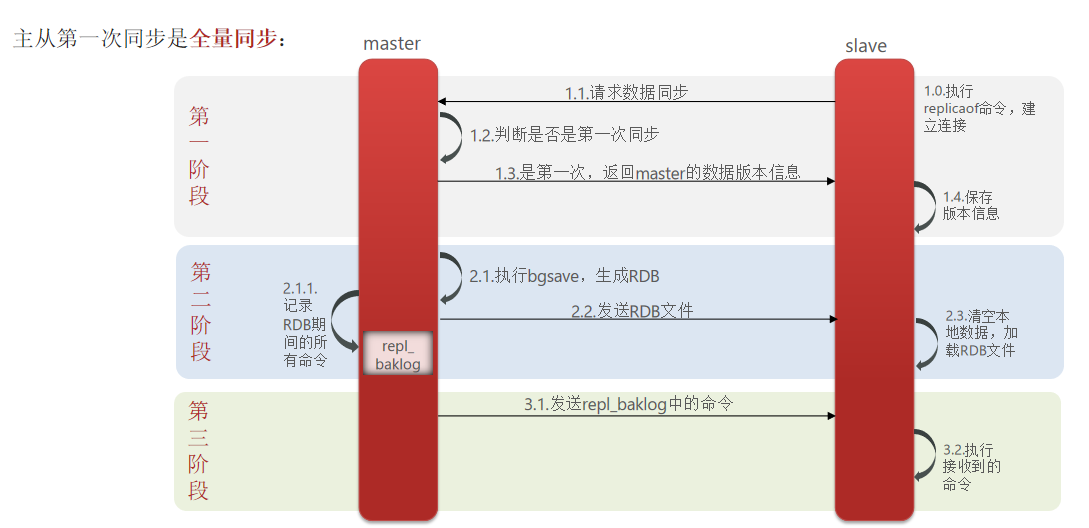 主从第一次同步是全量同步：
master
slave
第
一
阶
段
1.0.执行
replicaof命令，建
立连接
1.1.请求数据同步
1.2.判断是否是第一次同步
1.3.是第一次，返回master的数据版本信息
1.4.保存
版本信息
第
二
阶
段
2.1.执行bgsave，生成RDB
2.1.1.
记录
RDB期
间的所
有命令
repl_
baklog
2.2.发送RDB文件
2.3.清空本
地数据，加
载RDB文件
第
三
阶
段
3.1.发送repl_baklog中的命令
3.2.执行
接收到的
命令